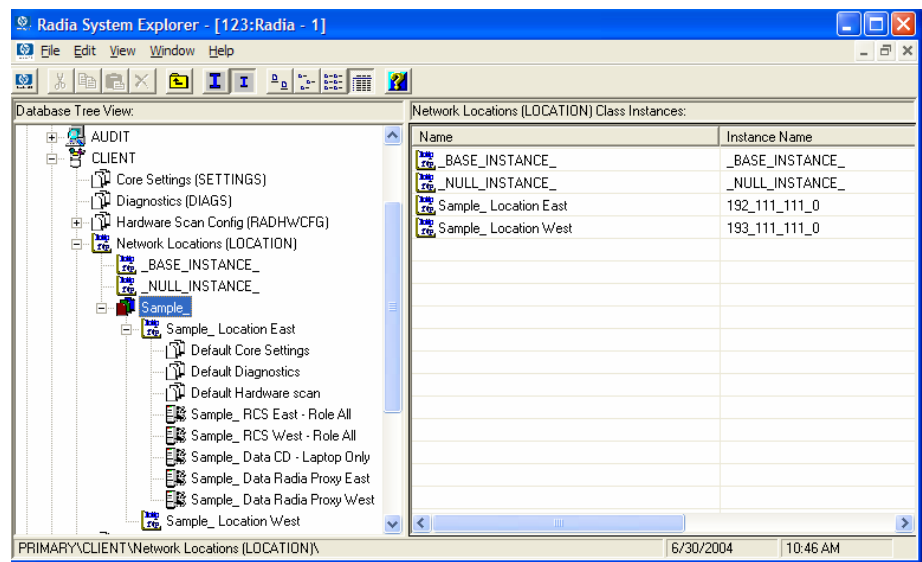 Radia System Explorer - [123:Radia - 1]
File Edit View Window Help
Database Tree View:
Network Locations (LOCATION) Class Instances:
AUDIT
CLIENT
Core Settings (SETTINGS)
Diagnostics (DIAGS)
Hardware Scan Config (RADHWCFG)
Network Locations (LOCATION)
_BASE_INSTANCE_
_NULL_INSTANCE_
Sample_
Sample_ Location East
Default Core Settings
Default Diagnostics
Default Hardware scan
Sample_ RCS East - Role All
Sample_ RCS West - Role All
Sample_ Data CD - Laptop Only
Sample_ Data Radia Proxy East
Sample_ Data Radia Proxy West
Sample_ Location West
Name Instance Name
_BASE_INSTANCE_ _BASE_INSTANCE_
_NULL_INSTANCE_ _NULL_INSTANCE_
Sample_ Location East 192_111_111_0
Sample_ Location West 193_111_111_0
PRIMARY\CLIENT\Network Locations (LOCATION)\ 6/30/2004 10:46 AM